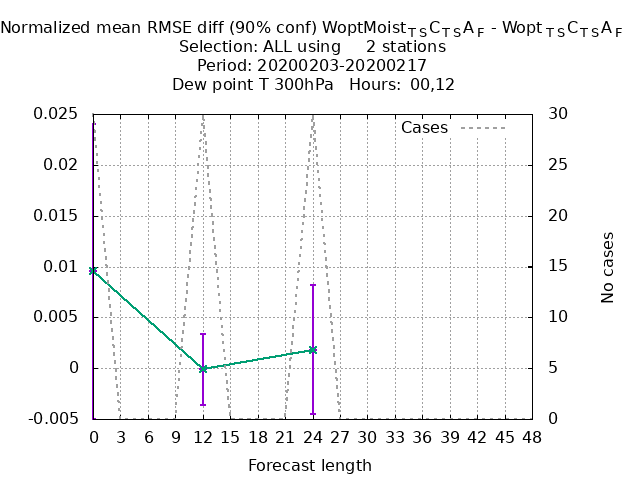 Normalized mean RMSE diff (90% conf) WoptMoist_TSC_TSA_F - Wopt_TSC_TSA_F
Selection: ALL using 2 stations
Period: 20200203-20200217
Dew point T 300hPa Hours: 00,12
Cases
0.025
0.02
0.015
0.01
0.005
0
-0.005
30
25
20
15
10
5
0
No cases
0 3 6 9 12 15 18 21 24 27 30 33 36 39 42 45 48
Forecast length